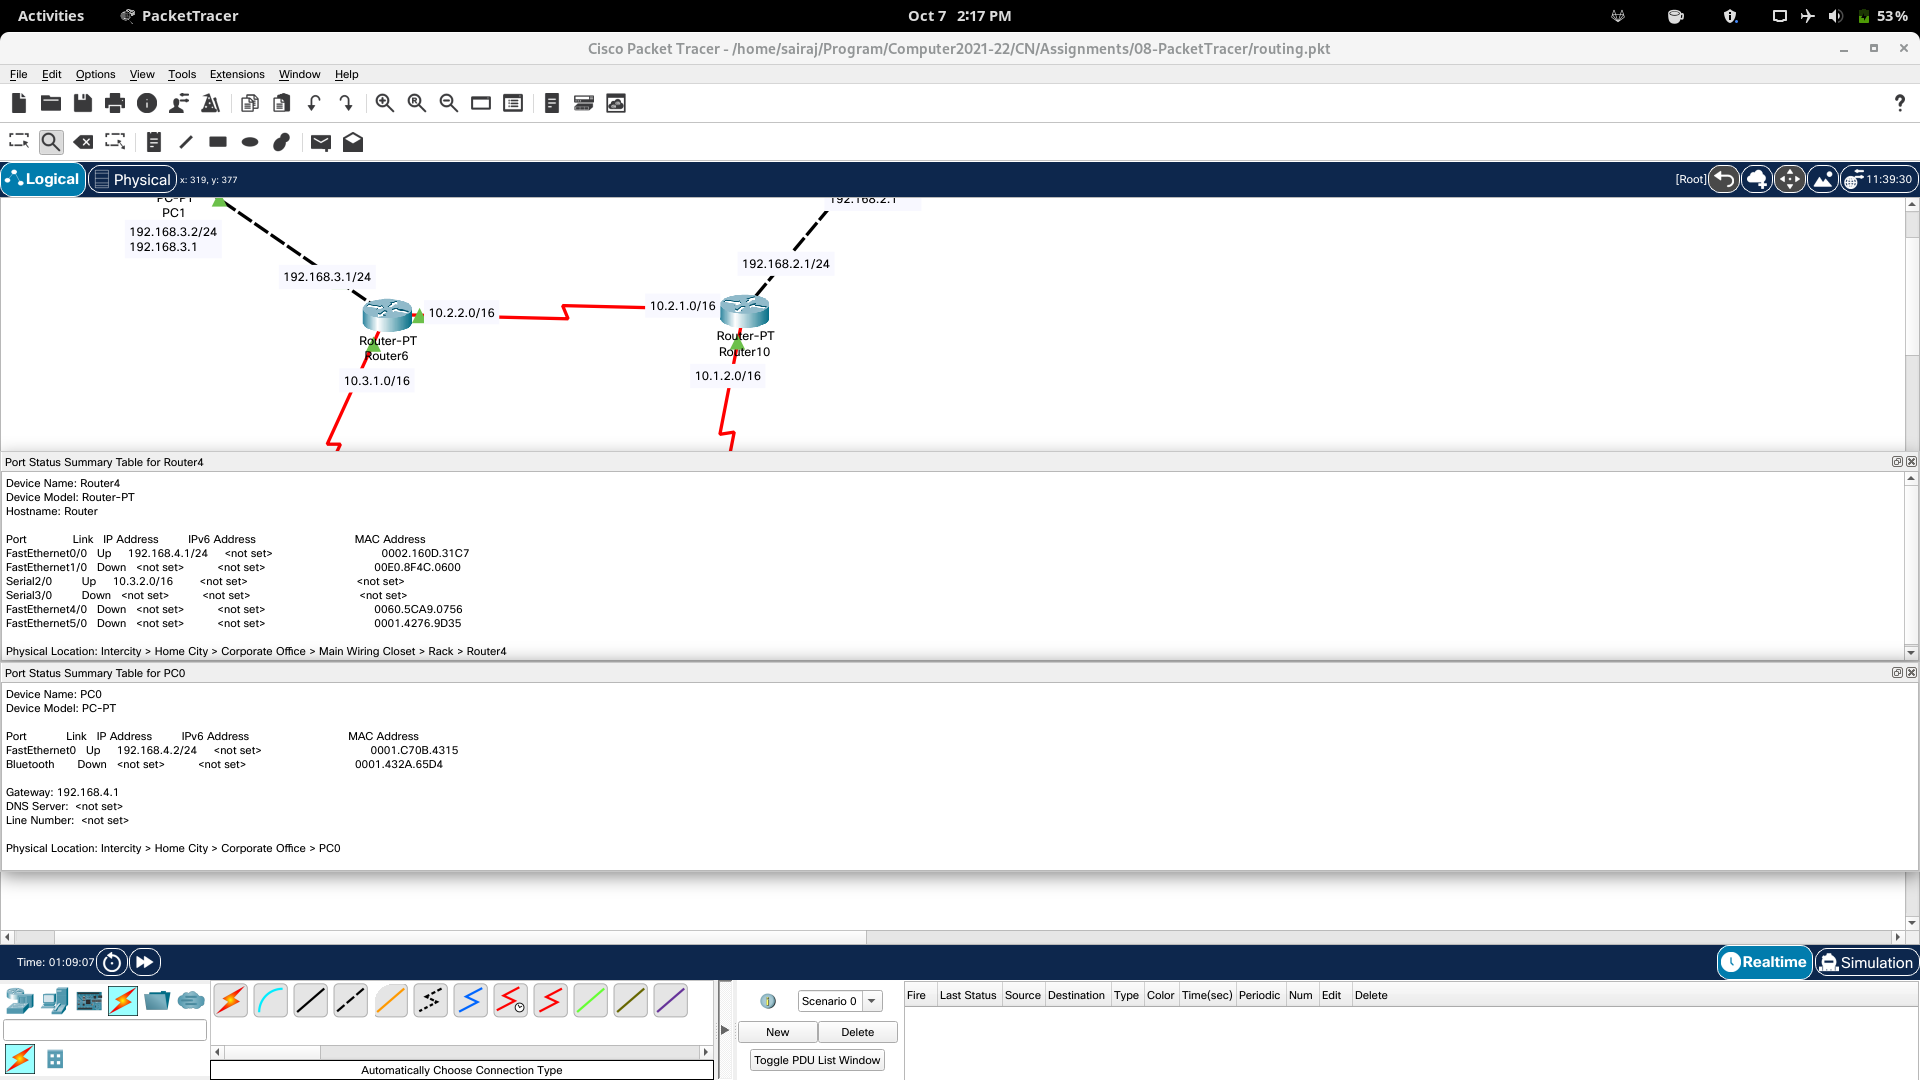 Activities PacketTracer Oct 7 2:17 PM 53%
Cisco Packet Tracer - /home/sairaj/Program/Computer2021-22/CN/Assignments/08-PacketTracer/routing.pkt
File Edit Options View Tools Extensions Window Help
Logical Physical x: 319, y: 377 [Root] 11:39:30
PC-PT
PC1
192.168.3.2/24
192.168.3.1
192.168.2.1
192.168.3.1/24
192.168.2.1/24
10.2.2.0/16
10.2.1.0/16
Router-PT
Router6
Router-PT
Router10
10.3.1.0/16
10.1.2.0/16
Port Status Summary Table for Router4
Device Name: Router4
Device Model: Router-PT
Hostname: Router
Port Link IP Address IPv6 Address MAC Address
FastEthernet0/0 Up 192.168.4.1/24 <not set> 0002.160D.31C7
FastEthernet1/0 Down <not set> <not set> 00E0.8F4C.0600
Serial2/0 Up 10.3.2.0/16 <not set> <not set>
Serial3/0 Down <not set> <not set> <not set>
FastEthernet4/0 Down <not set> <not set> 0060.5CA9.0756
FastEthernet5/0 Down <not set> <not set> 0001.4276.9D35
Physical Location: Intercity > Home City > Corporate Office > Main Wiring Closet > Rack > Router4
Port Status Summary Table for PC0
Device Name: PC0
Device Model: PC-PT
Port Link IP Address IPv6 Address MAC Address
FastEthernet0 Up 192.168.4.2/24 <not set> 0001.C70B.4315
Bluetooth Down <not set> <not set> 0001.432A.65D4
Gateway: 192.168.4.1
DNS Server: <not set>
Line Number: <not set>
Physical Location: Intercity > Home City > Corporate Office > PC0
Time: 01:09:07 Realtime Simulation
Scenario 0
New Delete
Toggle PDU List Window
Fire Last Status Source Destination Type Color Time(sec) Periodic Num Edit Delete
Automatically Choose Connection Type